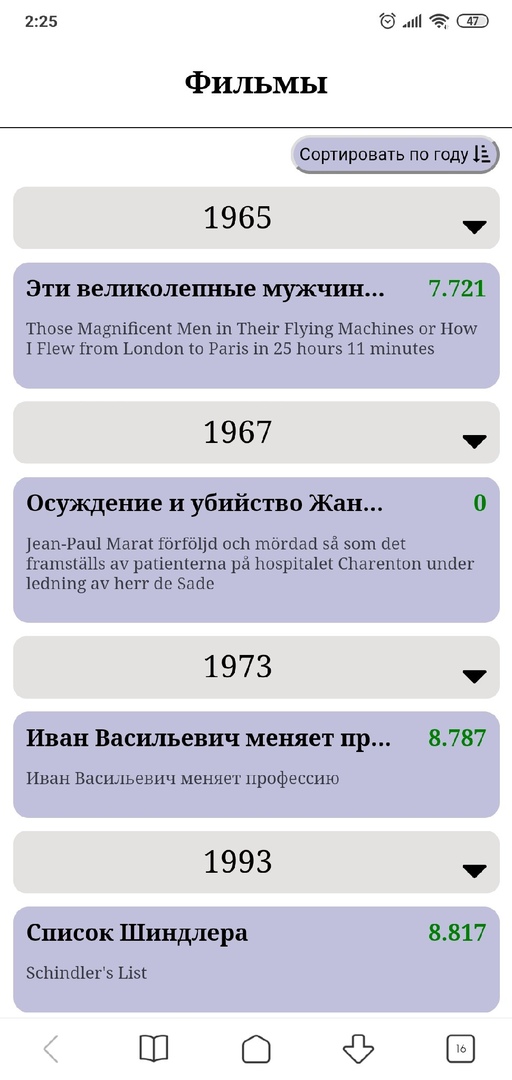 2:25
47
Фильмы
Сортировать по году
1965
Эти великолепные мужчин... 7.721
Those Magnificent Men in Their Flying Machines or How
I Flew from London to Paris in 25 hours 11 minutes
1967
Осуждение и убийство Жан... 0
Jean-Paul Marat förföljd och mördad så som det
framställs av patienterna på hospitalet Charenton under
ledning av herr de Sade
1973
Иван Васильевич меняет пр... 8.787
Иван Васильевич меняет профессию
1993
Список Шиндлера 8.817
Schindler's List
16